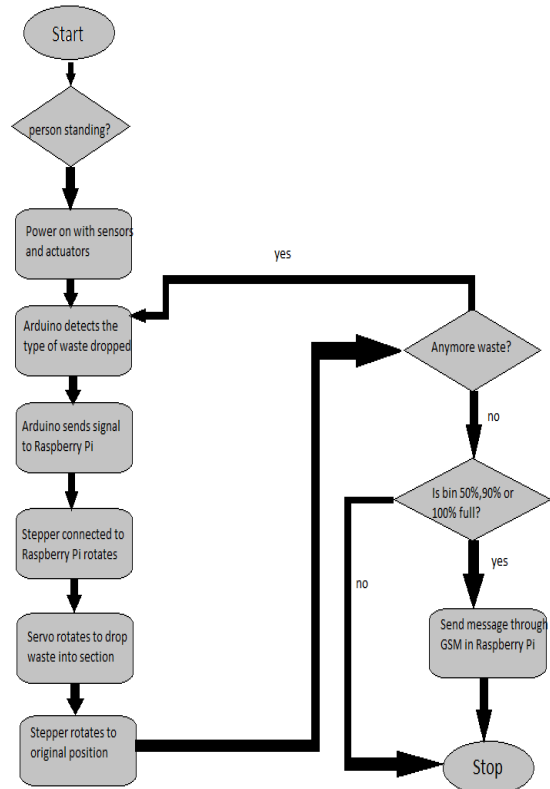 Start
person standing?
Power on with sensors
and actuators
Arduino detects the
type of waste dropped
Arduino sends signal
to Raspberry Pi
Stepper connected to
Raspberry Pi rotates
Servo rotates to drop
waste into section
Stepper rotates to
original position
yes
Anymore waste?
no
Is bin 50%,90% or
100% full?
no
yes
Send message through
GSM in Raspberry Pi
Stop